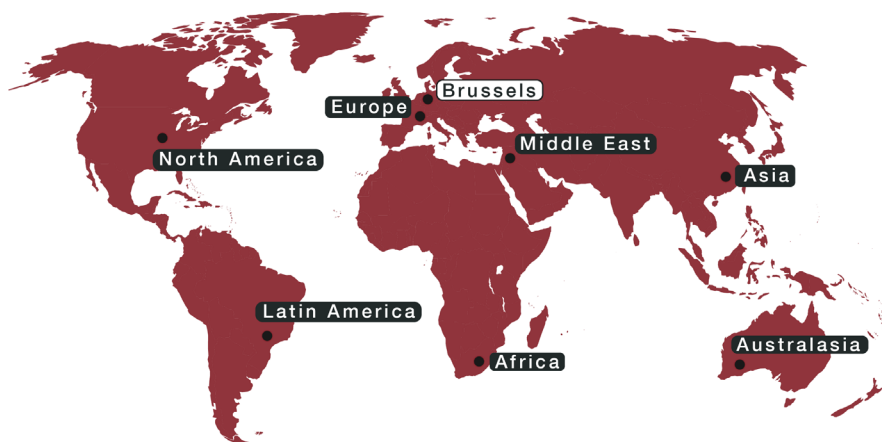 Brussels
Europe
Middle East
North America
Asia
Latin America
Australasia
Africa